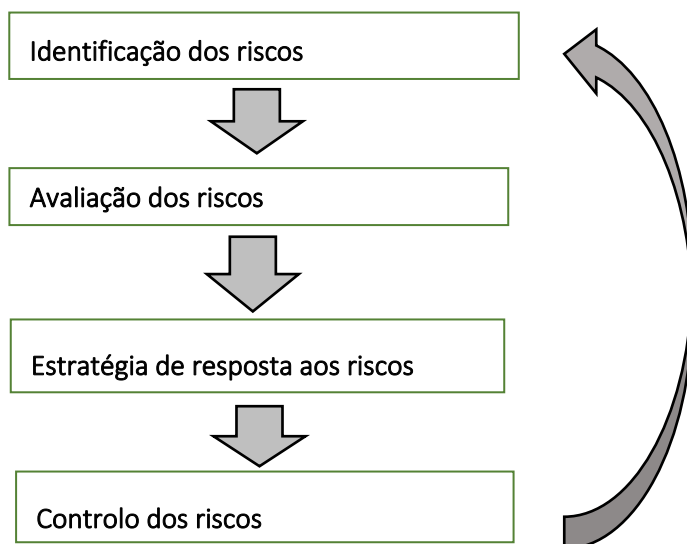 Identificação dos riscos
Avaliação dos riscos
Estratégia de resposta aos riscos
Controlo dos riscos